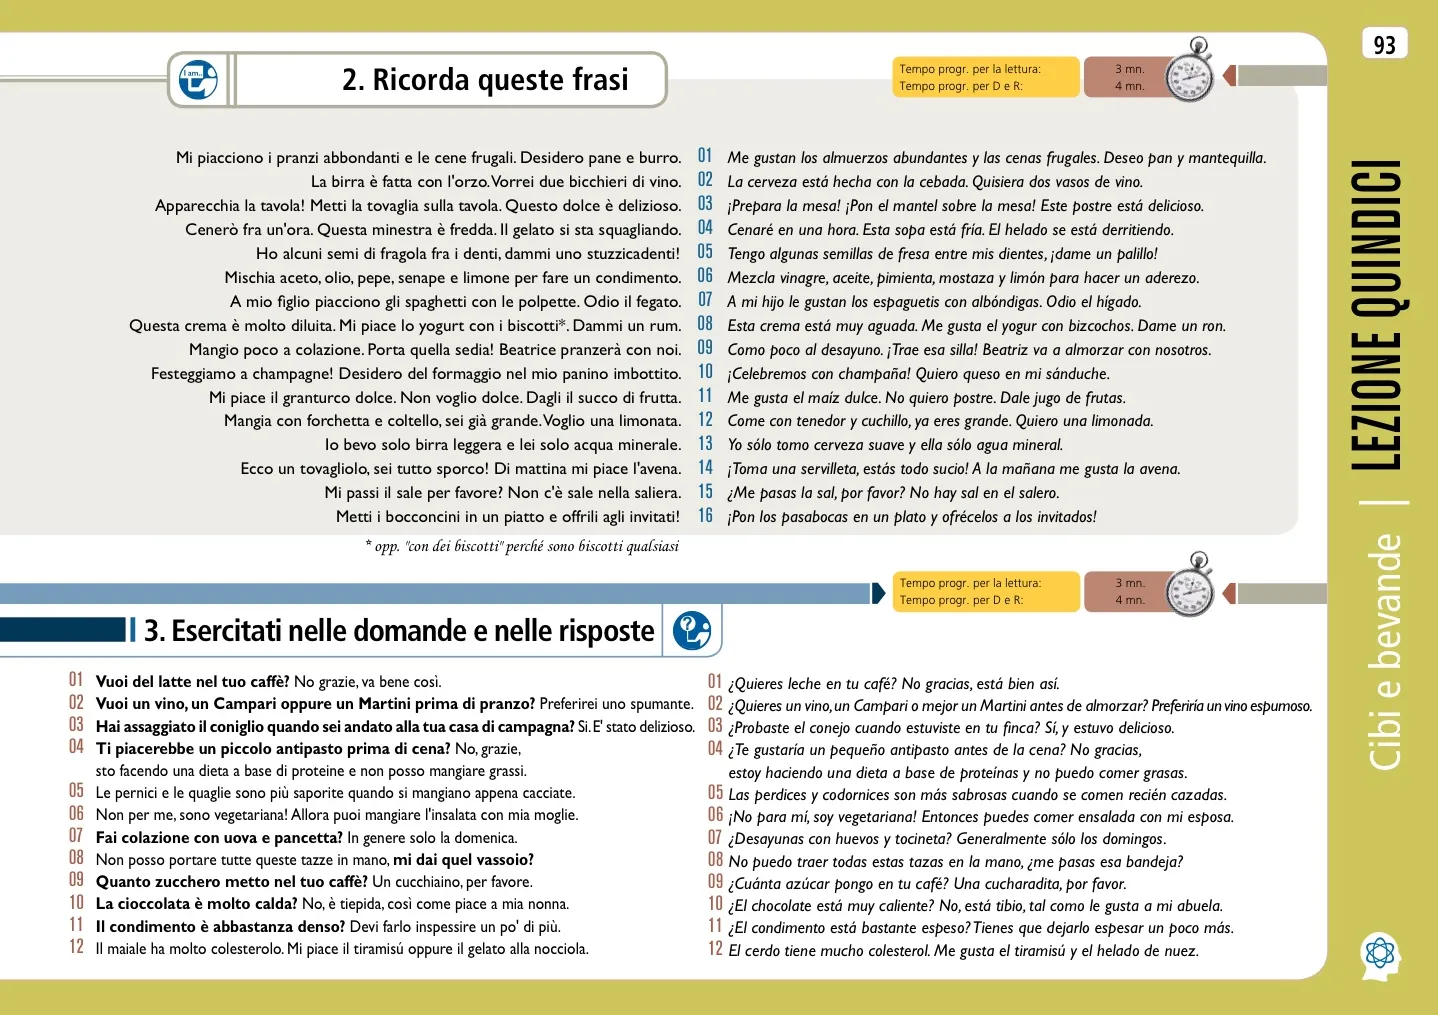 93
I am..
2. Ricorda queste frasi
Tempo progr. per la lettura: 3 mn.
Tempo progr. per D e R: 4 mn.
Mi piacciono i pranzi abbondanti e le cene frugali. Desidero pane e burro. 01 Me gustan los almuerzos abundantes y las cenas frugales. Deseo pan y mantequilla.
La birra è fatta con l'orzo. Vorrei due bicchieri di vino. 02 La cerveza está hecha con la cebada. Quisiera dos vasos de vino.
Apparecchia la tavola! Metti la tovaglia sulla tavola. Questo dolce è delizioso. 03 ¡Prepara la mesa! ¡Pon el mantel sobre la mesa! Este postre está delicioso.
Cenerò fra un'ora. Questa minestra è fredda. Il gelato si sta squagliando. 04 Cenaré en una hora. Esta sopa está fría. El helado se está derritiendo.
Ho alcuni semi di fragola fra i denti, dammi uno stuzzicadenti! 05 Tengo algunas semillas de fresa entre mis dientes, ¡dame un palillo!
Mischia aceto, olio, pepe, senape e limone per fare un condimento. 06 Mezcla vinagre, aceite, pimienta, mostaza y limón para hacer un aderezo.
A mio figlio piacciono gli spaghetti con le polpette. Odio il fegato. 07 A mi hijo le gustan los espaguetis con albóndigas. Odio el hígado.
Questa crema è molto diluita. Mi piace lo yogurt con i biscotti*. Dammi un rum. 08 Esta crema está muy aguada. Me gusta el yogur con bizcochos. Dame un ron.
Mangio poco a colazione. Porta quella sedia! Beatrice pranzerà con noi. 09 Como poco al desayuno. ¡Trae esa silla! Beatriz va a almorzar con nosotros.
Festeggiamo a champagne! Desidero del formaggio nel mio panino imbottito. 10 ¡Celebremos con champaña! Quiero queso en mi sánduche.
Mi piace il granturco dolce. Non voglio dolce. Dagli il succo di frutta. 11 Me gusta el maíz dulce. No quiero postre. Dale jugo de frutas.
Mangia con forchetta e coltello, sei già grande. Voglio una limonata. 12 Come con tenedor y cuchillo, ya eres grande. Quiero una limonada.
Io bevo solo birra leggera e lei solo acqua minerale. 13 Yo sólo tomo cerveza suave y ella sólo agua mineral.
Ecco un tovagliolo, sei tutto sporco! Di mattina mi piace l'avena. 14 ¡Toma una servilleta, estás todo sucio! A la mañana me gusta la avena.
Mi passi il sale per favore? Non c'è sale nella saliera. 15 ¿Me pasas la sal, por favor? No hay sal en el salero.
Metti i bocconcini in un piatto e offrili agli invitati! 16 ¡Pon los pasabocas en un plato y ofrécelos a los invitados!
* opp. "con dei biscotti" perché sono biscotti qualsiasi
Tempo progr. per la lettura: 3 mn.
Tempo progr. per D e R: 4 mn.
3. Esercitati nelle domande e nelle risposte
?
01 Vuoi del latte nel tuo caffè? No grazie, va bene così.
02 Vuoi un vino, un Campari oppure un Martini prima di pranzo? Preferirei uno spumante.
03 Hai assaggiato il coniglio quando sei andato alla tua casa di campagna? Si. E' stato delizioso.
04 Ti piacerebbe un piccolo antipasto prima di cena? No, grazie,
sto facendo una dieta a base di proteine e non posso mangiare grassi.
05 Le pernici e le quaglie sono più saporite quando si mangiano appena cacciate.
06 Non per me, sono vegetariana! Allora puoi mangiare l'insalata con mia moglie.
07 Fai colazione con uova e pancetta? In genere solo la domenica.
08 Non posso portare tutte queste tazze in mano, mi dai quel vassoio?
09 Quanto zucchero metto nel tuo caffè? Un cucchiaino, per favore.
10 La cioccolata è molto calda? No, è tiepida, così come piace a mia nonna.
11 Il condimento è abbastanza denso? Devi farlo inspessire un po' di più.
12 Il maiale ha molto colesterolo. Mi piace il tiramisú oppure il gelato alla nocciola.
01 ¿Quieres leche en tu café? No gracias, está bien así.
02 ¿Quieres un vino, un Campari o mejor un Martini antes de almorzar? Preferiría un vino espumoso.
03 ¿Probaste el conejo cuando estuviste en tu finca? Sí, y estuvo delicioso.
04 ¿Te gustaría un pequeño antipasto antes de la cena? No gracias,
estoy haciendo una dieta a base de proteínas y no puedo comer grasas.
05 Las perdices y codornices son más sabrosas cuando se comen recién cazadas.
06 ¡No para mí, soy vegetariana! Entonces puedes comer ensalada con mi esposa.
07 ¿Desayunas con huevos y tocineta? Generalmente sólo los domingos.
08 No puedo traer todas estas tazas en la mano, ¿me pasas esa bandeja?
09 ¿Cuánta azúcar pongo en tu café? Una cucharadita, por favor.
10 ¿El chocolate está muy caliente? No, está tibio, tal como le gusta a mi abuela.
11 ¿El condimento está bastante espeso? Tienes que dejarlo espesar un poco más.
12 El cerdo tiene mucho colesterol. Me gusta el tiramisú y el helado de nuez.
Cibi e bevande | LEZIONE QUINDICI